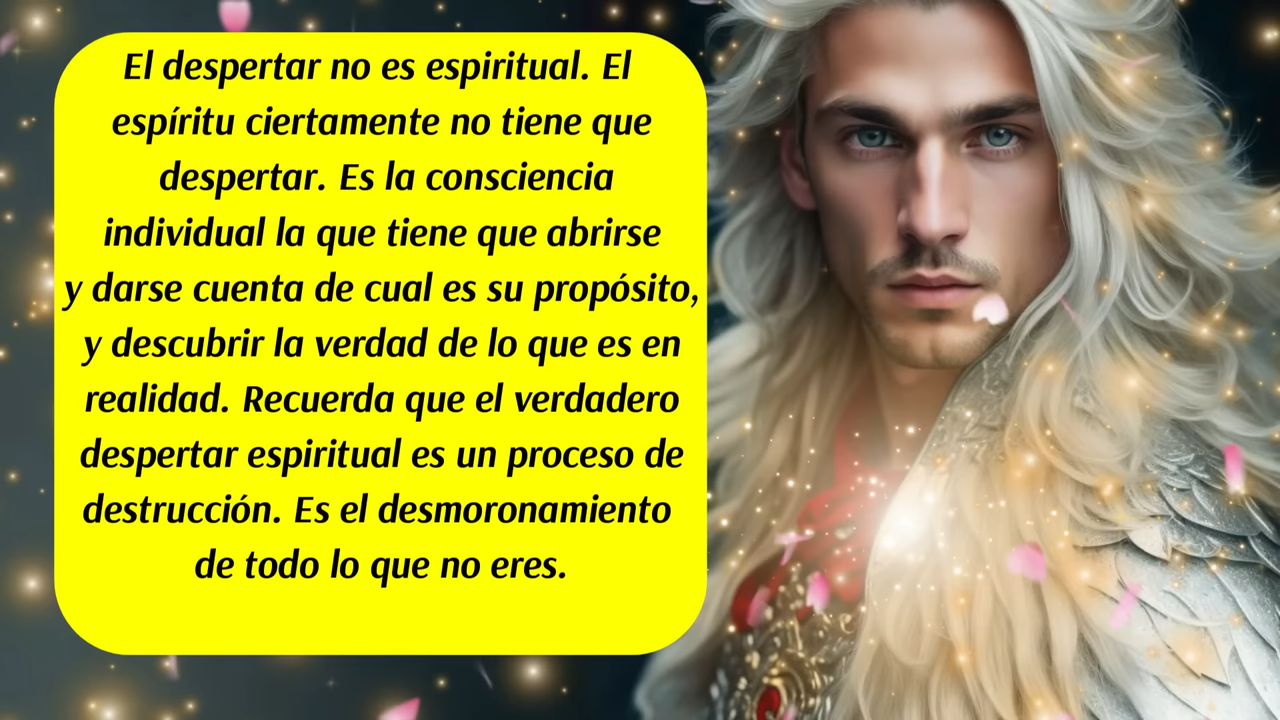 El despertar no es espiritual. El
espíritu ciertamente no tiene que
despertar. Es la consciencia
individual la que tiene que abrirse
y darse cuenta de cual es su propósito,
y descubrir la verdad de lo que es en
realidad. Recuerda que el verdadero
despertar espiritual es un proceso de
destrucción. Es el desmoronamiento
de todo lo que no eres.